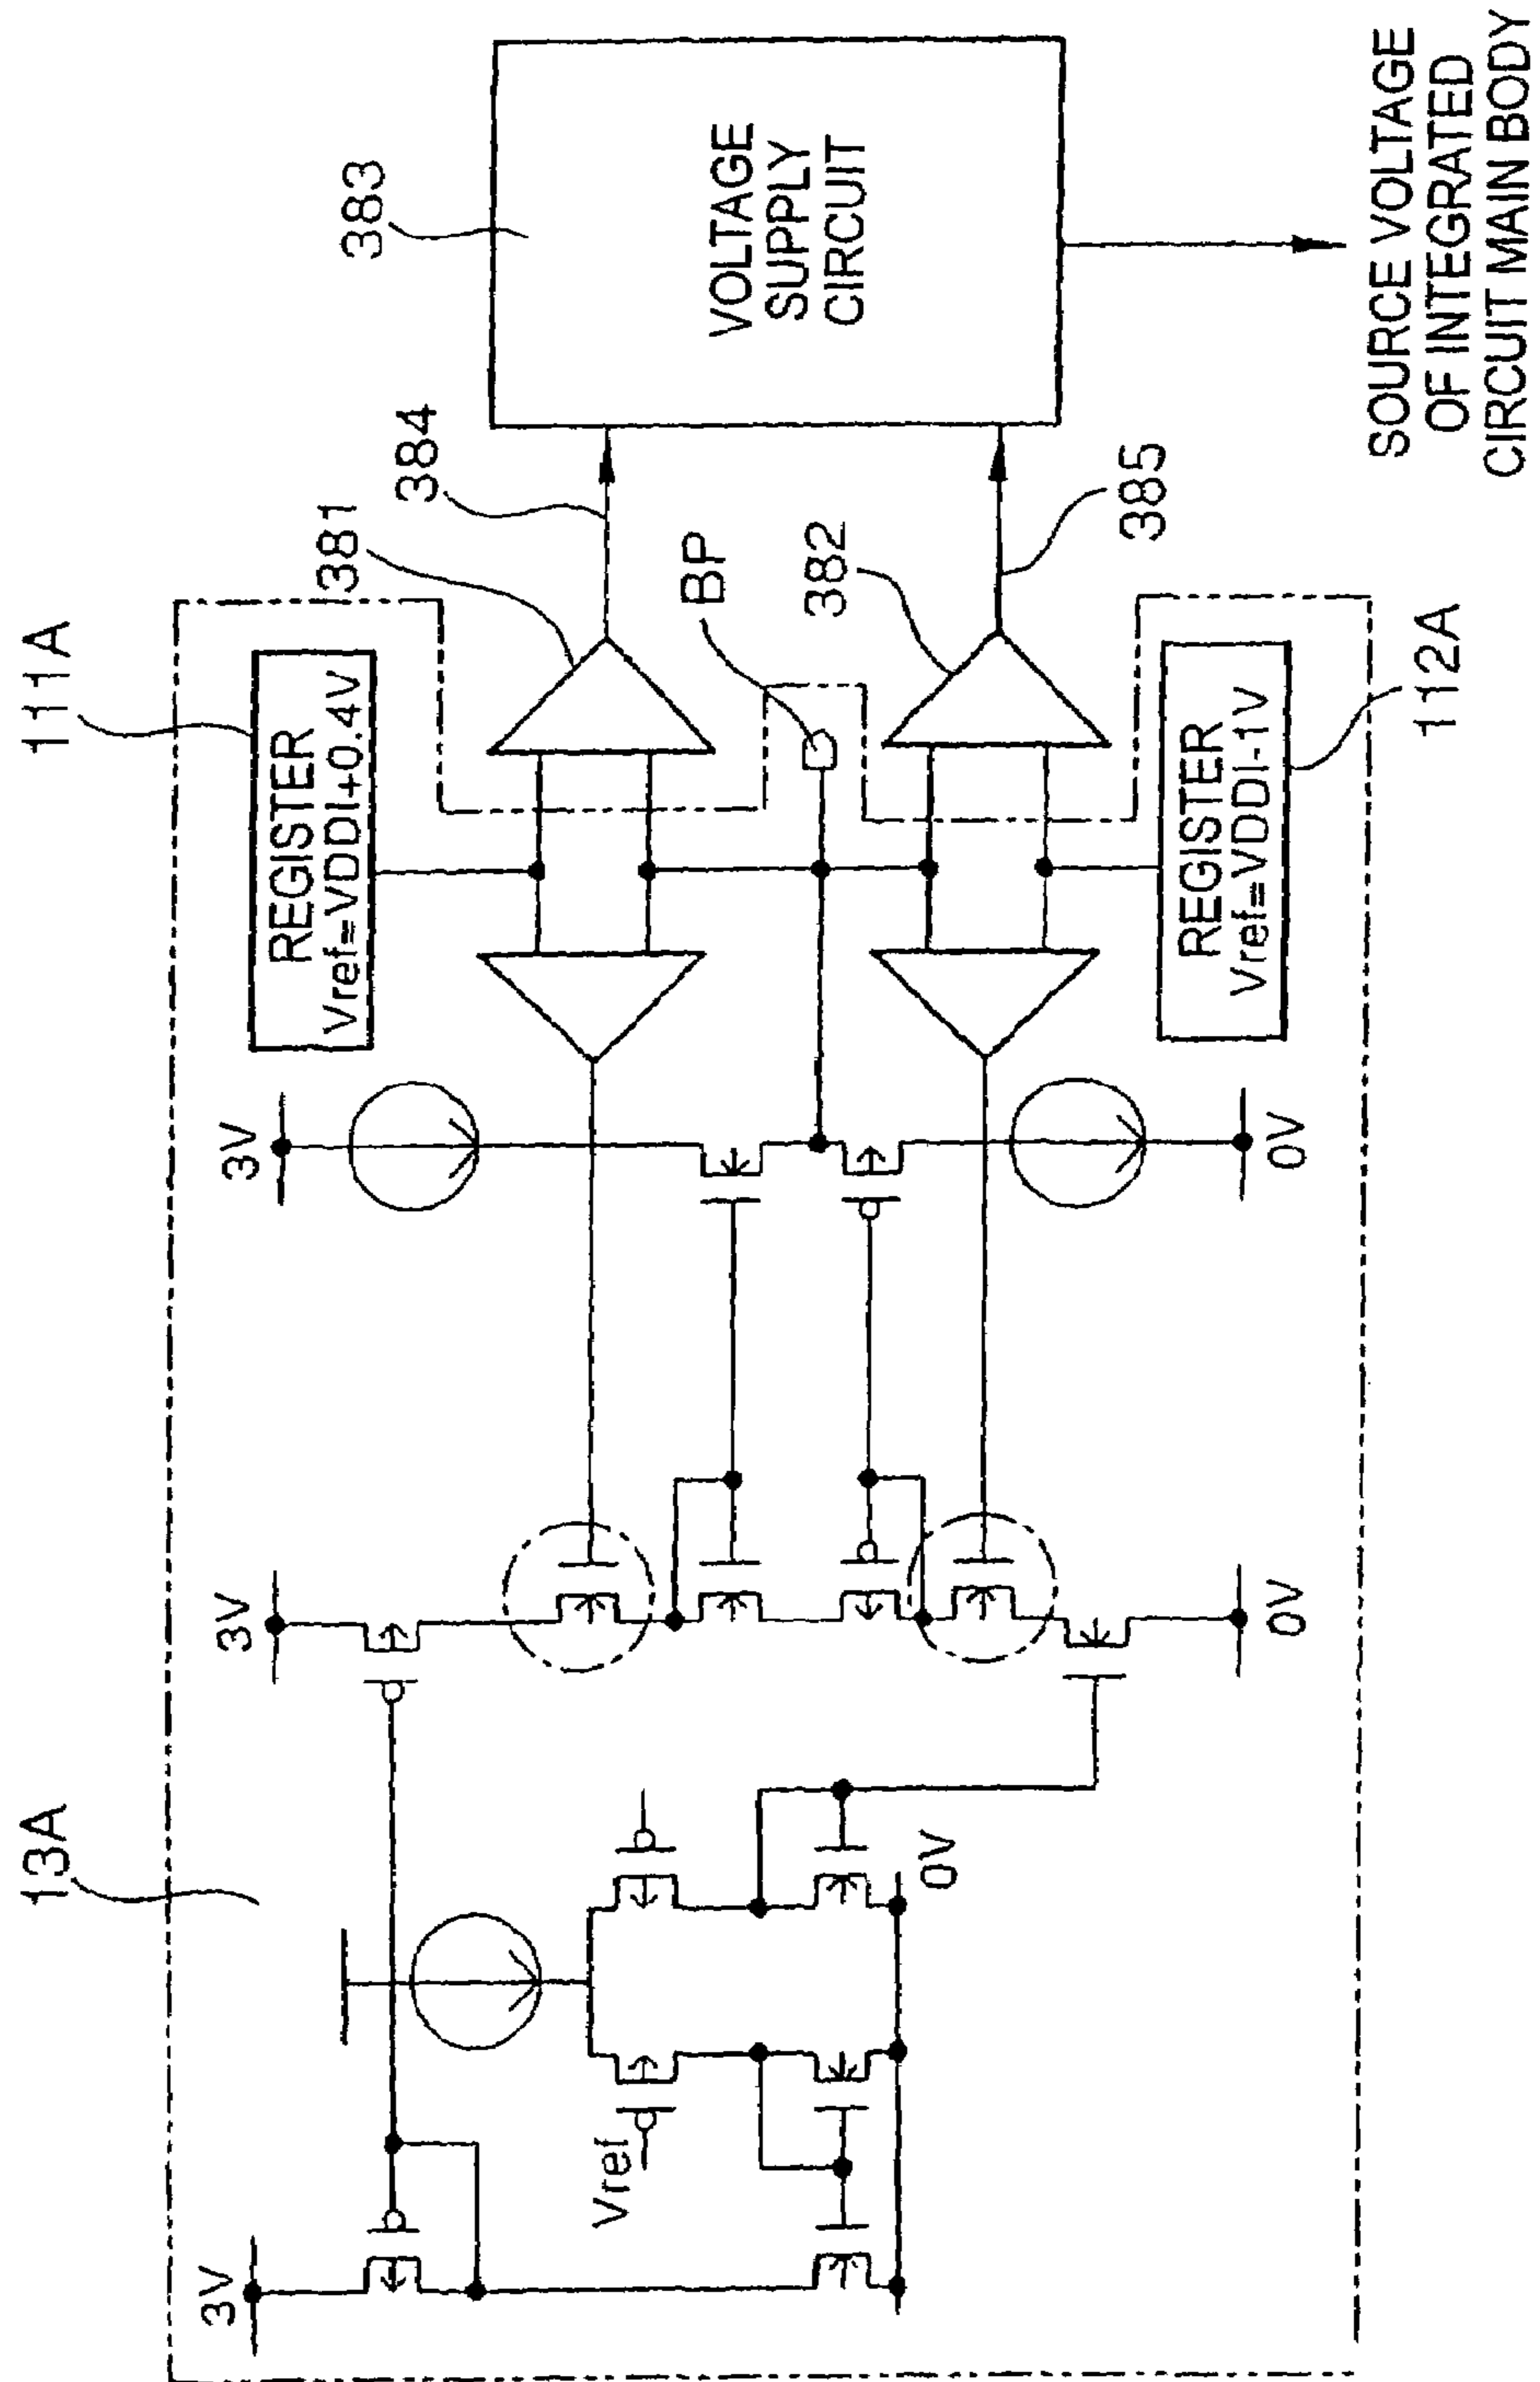 13A
111A
REGISTER
Vref=VDDI+0.4V
381
384
383
VOLTAGE
SUPPLY
CIRCUIT
BP
382
385
3V
3V
3V
Vref
0V
0V
0V
REGISTER
Vref=VDDI-1V
112A
SOURCE VOLTAGE
OF INTEGRATED
CIRCUIT MAIN BODY